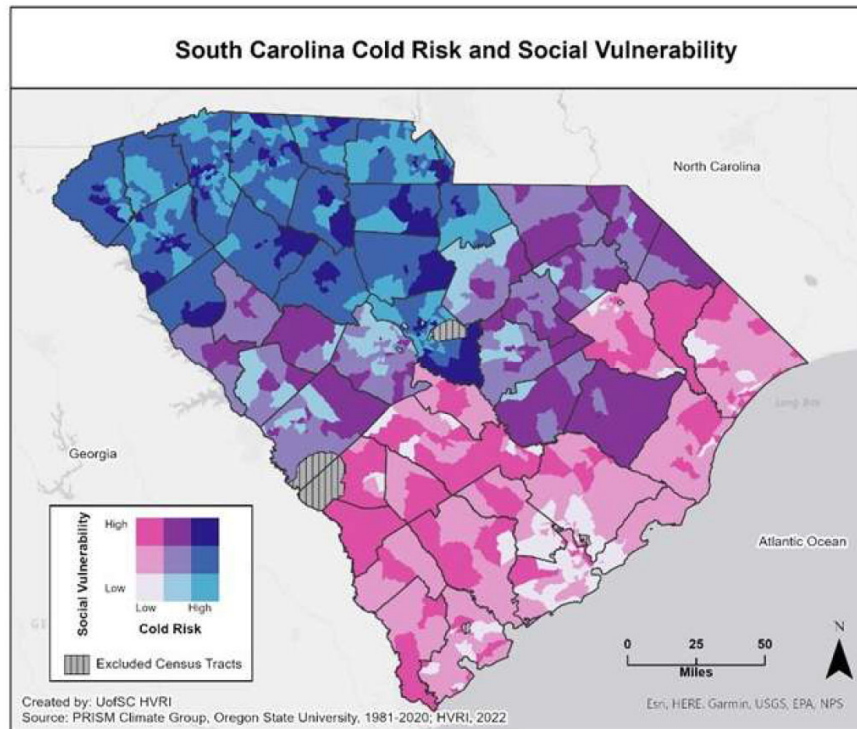 South Carolina Cold Risk and Social Vulnerability
North Carolina
Long Bay
Georgia
Atlantic Ocean
Social Vulnerability
High
Low
Low High
Cold Risk
Excluded Census Tracts
N
0 25 50
Miles
Created by: UofSC HVRI
Source: PRISM Climate Group, Oregon State University, 1981-2020; HVRI, 2022
Esri, HERE, Garmin, USGS, EPA, NPS